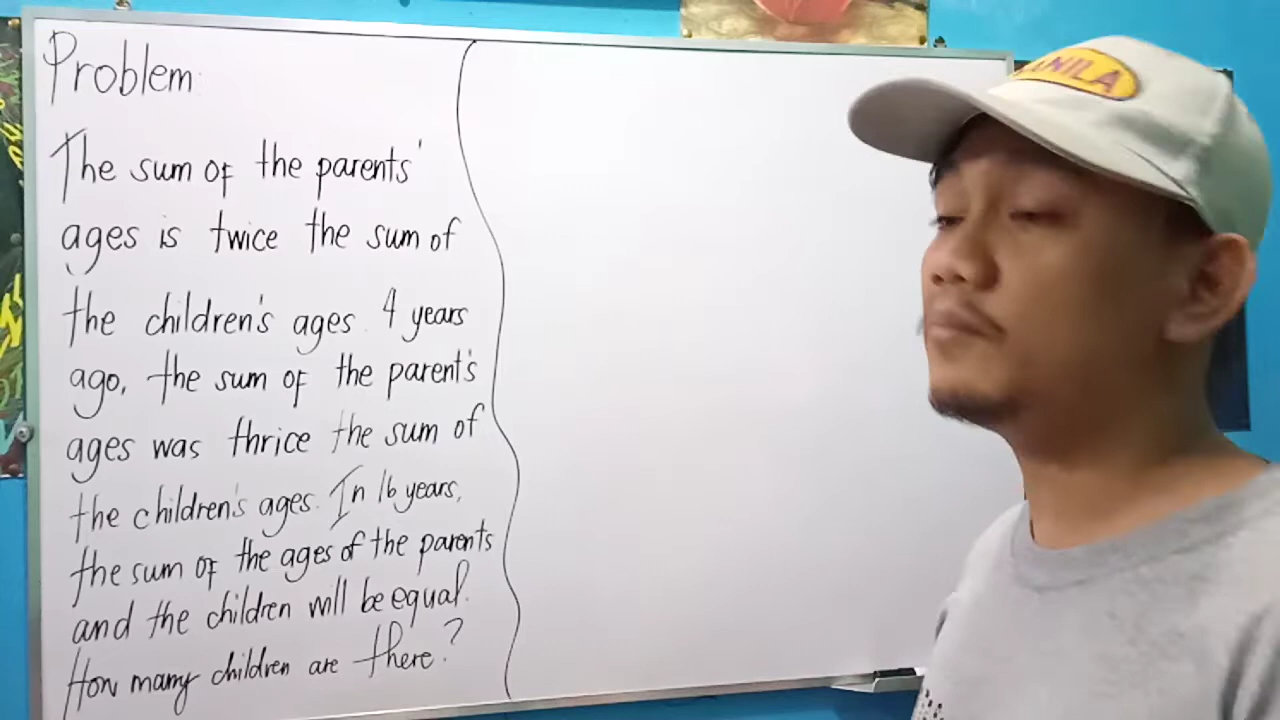 Problem:
The sum of the parents'
ages is twice the sum of
the children's ages. 4 years
ago, the sum of the parent's
ages was thrice the sum of
the children's ages. In 16 years,
the sum of the ages of the parents
and the children will be equal.
How many children are there?
MANILA